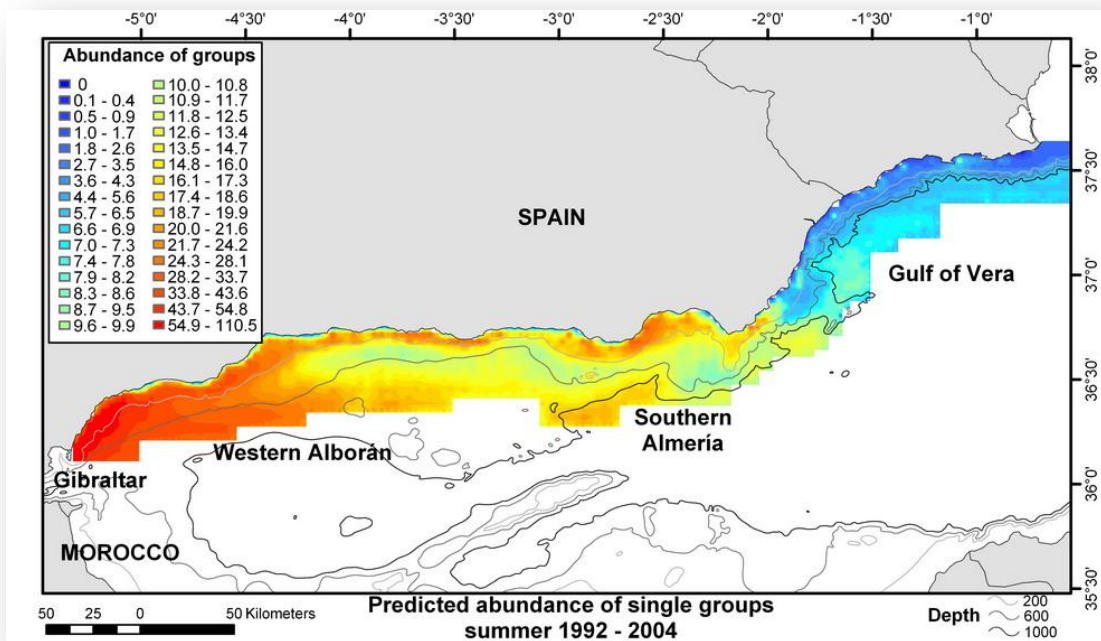 -5°0' -4°30' -4°0' -3°30' -3°0' -2°30' -2°0' -1°30' -1°0'
Abundance of groups
0
0.1 - 0.4
0.5 - 0.9
1.0 - 1.7
1.8 - 2.6
2.7 - 3.5
3.6 - 4.3
4.4 - 5.6
5.7 - 6.5
6.6 - 6.9
7.0 - 7.3
7.4 - 7.8
7.9 - 8.2
8.3 - 8.6
8.7 - 9.5
9.6 - 9.9
10.0 - 10.8
10.9 - 11.7
11.8 - 12.5
12.6 - 13.4
13.5 - 14.7
14.8 - 16.0
16.1 - 17.3
17.4 - 18.6
18.7 - 19.9
20.0 - 21.6
21.7 - 24.2
24.3 - 28.1
28.2 - 33.7
33.8 - 43.6
43.7 - 54.8
54.9 - 110.5
38°0'
37°30'
37°0'
36°30'
36°0'
35°30'
SPAIN
Gulf of Vera
Southern
Almería
Western Alborán
Gibraltar
MOROCCO
50 25 0 50 Kilometers
Predicted abundance of single groups
summer 1992 - 2004
Depth
200
600
1000